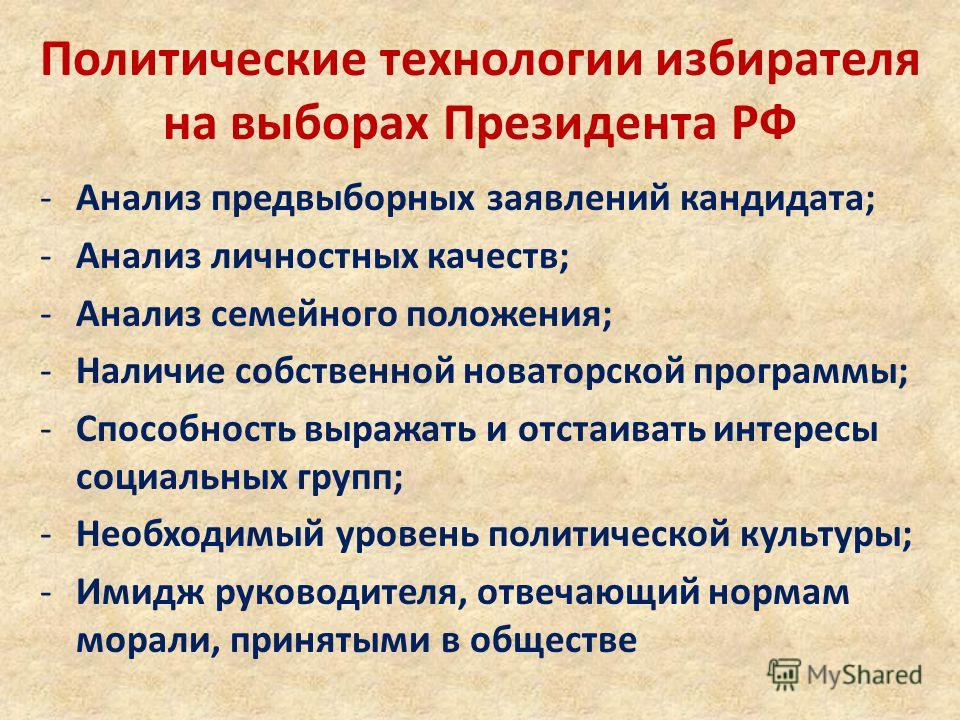 Политические технологии избирателя
на выборах Президента РФ
- Анализ предвыборных заявлений кандидата;
- Анализ личностных качеств;
- Анализ семейного положения;
- Наличие собственной новаторской программы;
- Способность выражать и отстаивать интересы
социальных групп;
- Необходимый уровень политической культуры;
- Имидж руководителя, отвечающий нормам
морали, принятыми в обществе
MyShared